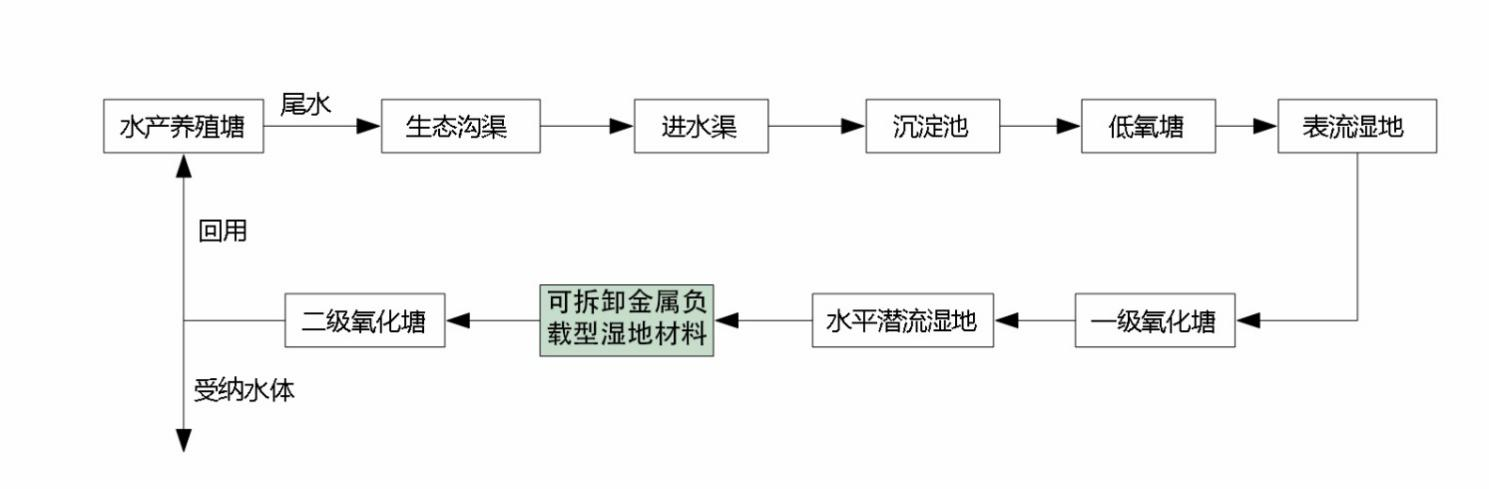 水产养殖塘
尾水
生态沟渠
进水渠
沉淀池
低氧塘
表流湿地
回用
二级氧化塘
可拆卸金属负
载型湿地材料
水平潜流湿地
一级氧化塘
受纳水体